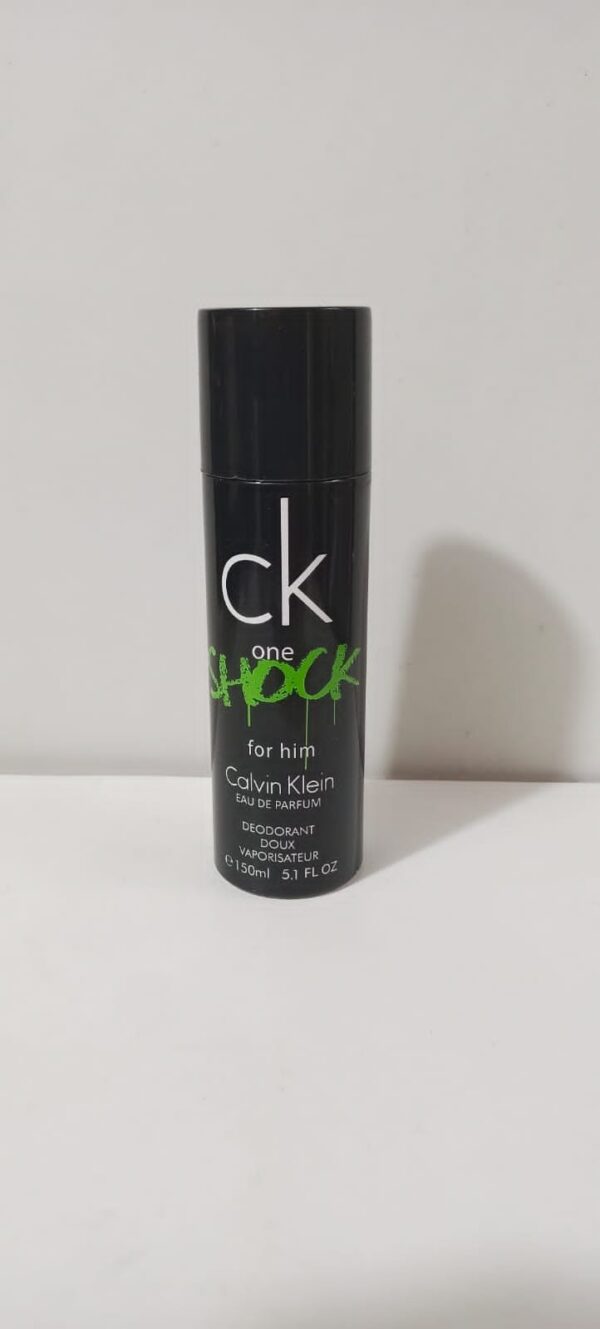 ck
one
SHOCK
for him
Calvin Klein
EAU DE PARFUM
DEODORANT
DOUX
VAPORISATEUR
℮150ml 5.1 FL OZ